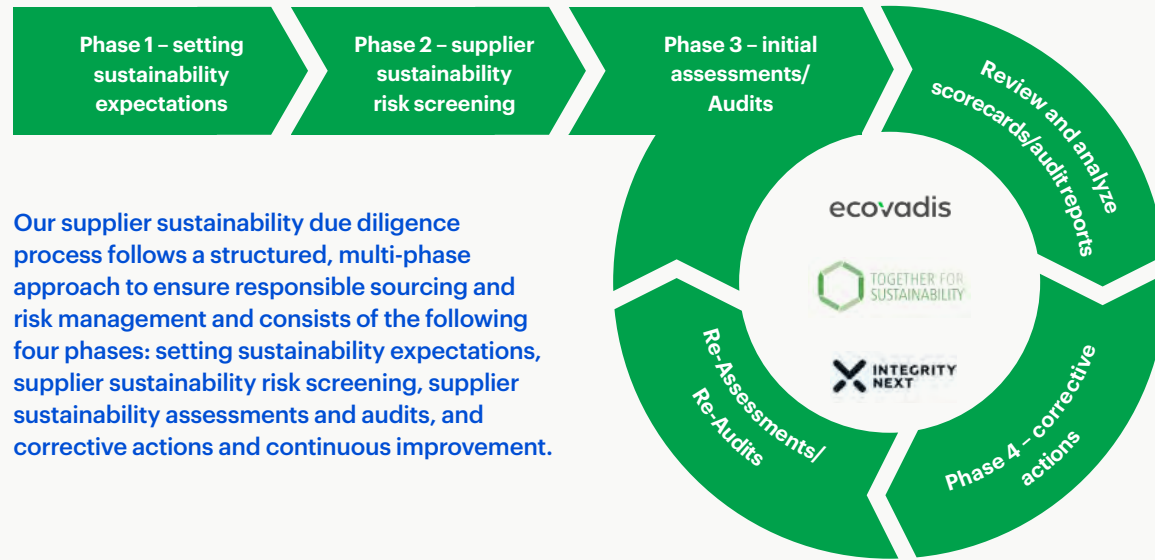 Phase 1 – setting
sustainability
expectations
Phase 2 – supplier
sustainability
risk screening
Phase 3 – initial
assessments/
Audits
Review and analyze
scorecards/audit reports
Our supplier sustainability due diligence
process follows a structured, multi-phase
approach to ensure responsible sourcing and
risk management and consists of the following
four phases: setting sustainability expectations,
supplier sustainability risk screening, supplier
sustainability assessments and audits, and
corrective actions and continuous improvement.
ecovadis
TOGETHER FOR
SUSTAINABILITY
INTEGRITY
NEXT
Phase 4 – corrective
actions
Re-Assessments/
Re-Audits